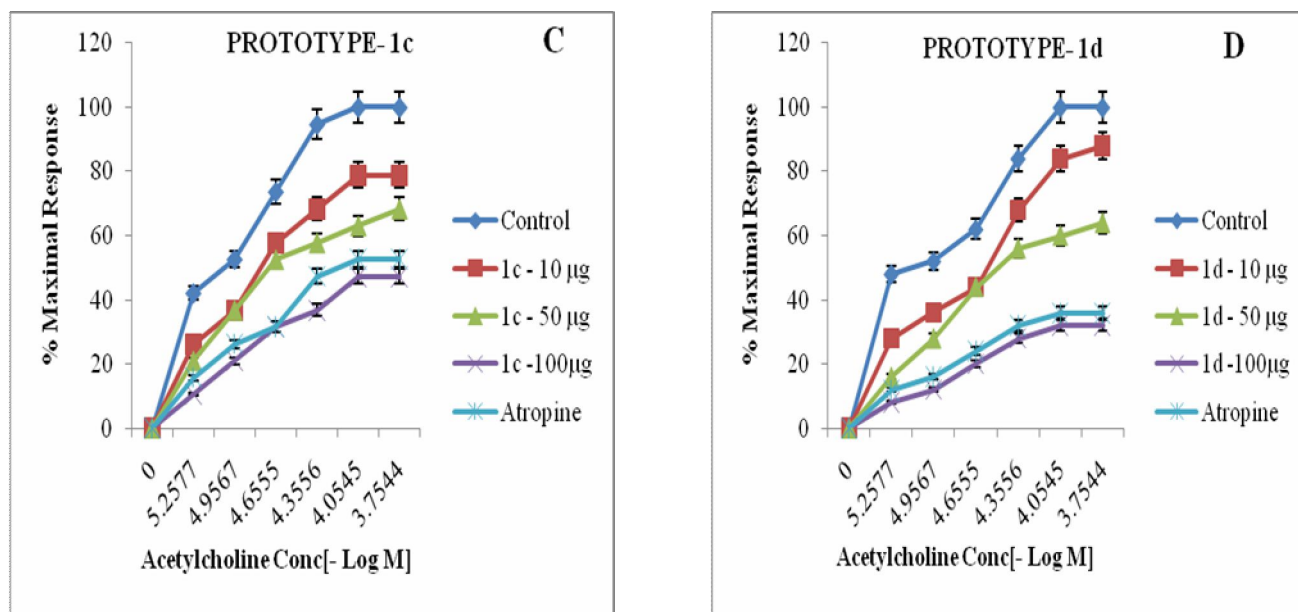 PROTOTYPE- 1c
C
% Maximal Response
120
100
80
60
40
20
0
0
5.2577
4.9567
4.6555
4.3556
4.0545
3.7544
Acetylcholine Conc[- Log M]
Control
1c - 10 μg
1c - 50 μg
1c -100μg
Atropine
PROTOTYPE- 1d
D
% Maximal Response
120
100
80
60
40
20
0
0
5.2577
4.9567
4.6555
4.3556
4.0545
3.7544
Acetylcholine Conc[- Log M]
Control
1d - 10 μg
1d - 50 μg
1d -100μg
Atropine